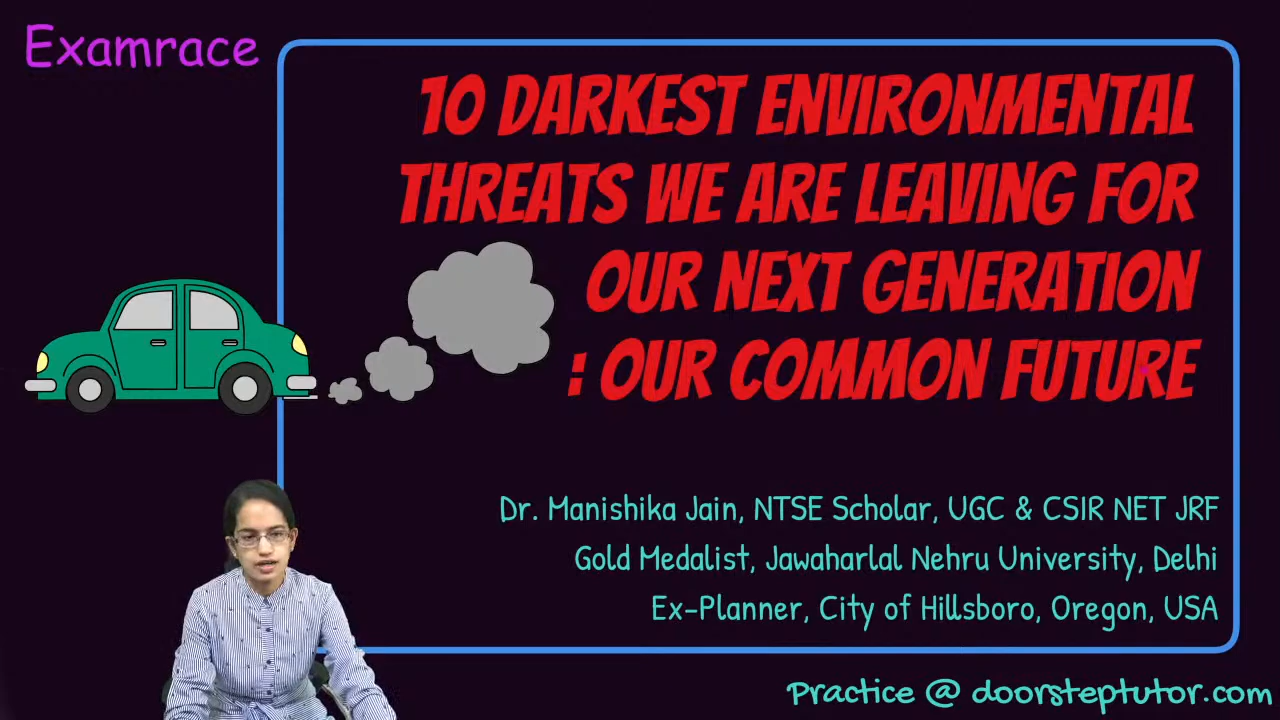 Examrace
10 DARKEST ENVIRONMENTAL
THREATS WE ARE LEAVING FOR
OUR NEXT GENERATION
: OUR COMMON FUTURE
Dr. Manishika Jain, NTSE Scholar, UGC & CSIR NET JRF
Gold Medalist, Jawaharlal Nehru University, Delhi
Ex-Planner, City of Hillsboro, Oregon, USA
Practice @ doorsteptutor.com